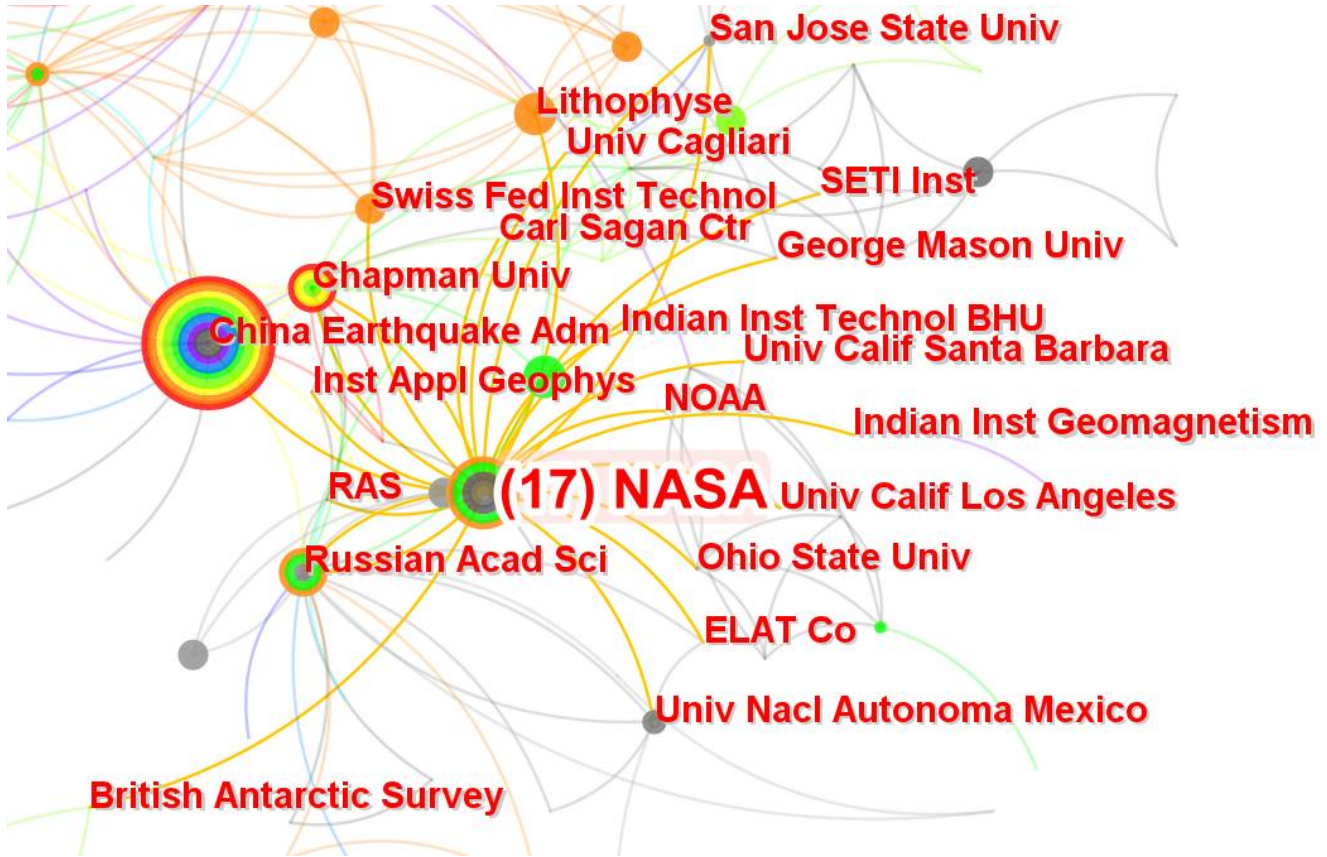 San Jose State Univ
Lithophyse
Univ Cagliari
SETI Inst
Swiss Fed Inst Technol
Carl Sagan Ctr
George Mason Univ
Chapman Univ
China Earthquake Adm
Indian Inst Technol BHU
Univ Calif Santa Barbara
Inst Appl Geophys
NOAA
Indian Inst Geomagnetism
RAS
(17) NASA
Univ Calif Los Angeles
Russian Acad Sci
Ohio State Univ
ELAT Co
Univ Nacl Autonoma Mexico
British Antarctic Survey